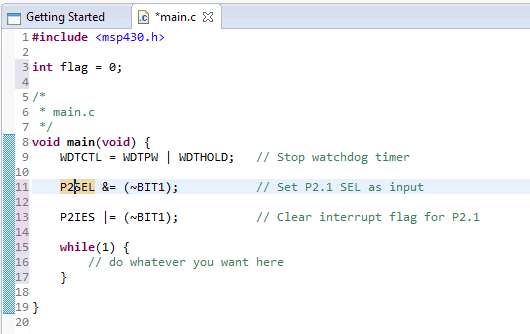 Getting Started *main.c
1 #include <msp430.h>
2
3 int flag = 0;
4
5 /*
6  * main.c
7  */
8 void main(void) {
9     WDTCTL = WDTPW | WDTHOLD;   // Stop watchdog timer
10
11     P2SEL &= (~BIT1);           // Set P2.1 SEL as input
12
13     P2IES |= (~BIT1);           // Clear interrupt flag for P2.1
14
15     while(1) {
16         // do whatever you want here
17     }
18
19 }
20